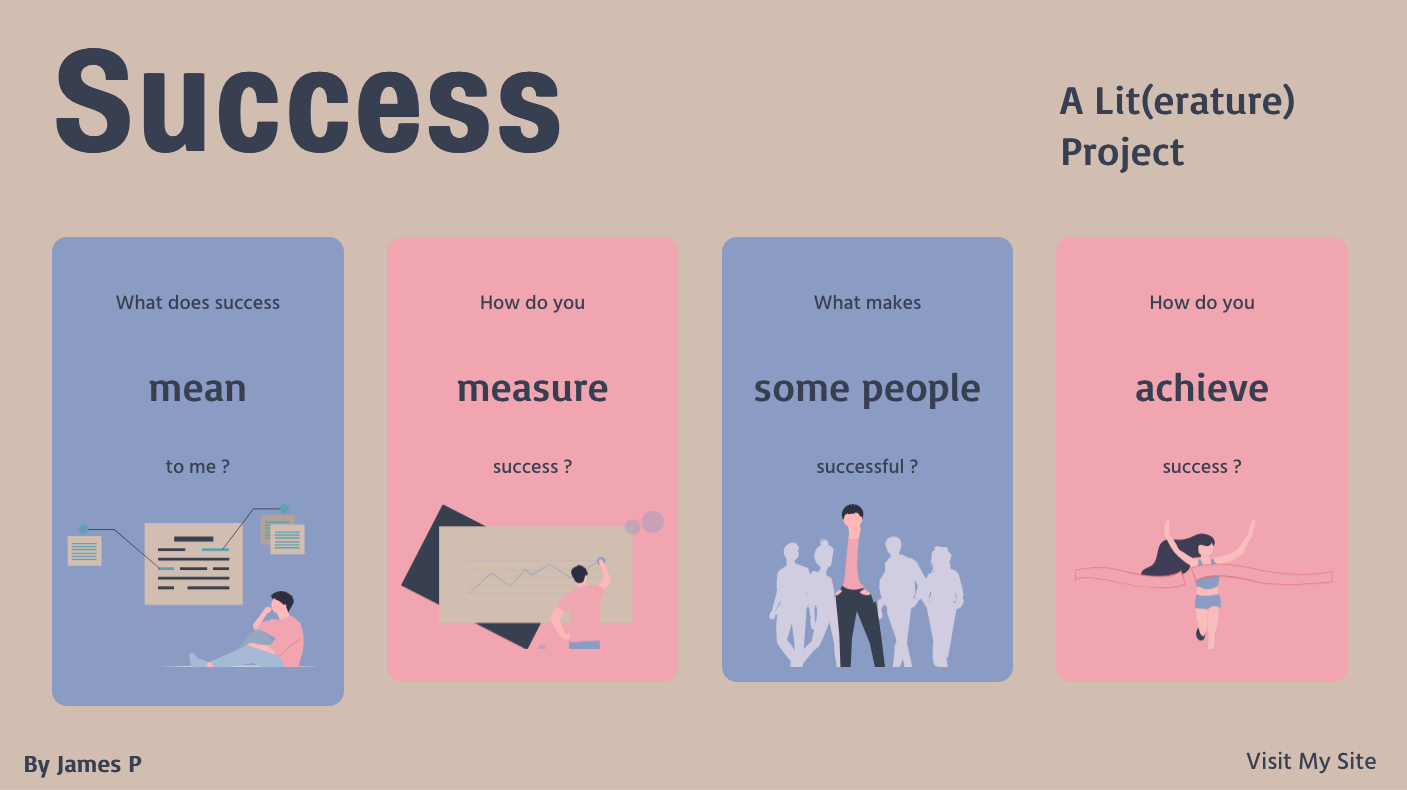 Success
A Lit(erature)
Project
What does success
mean
to me ?
How do you
measure
success ?
What makes
some people
successful ?
How do you
achieve
success ?
By James P
Visit My Site